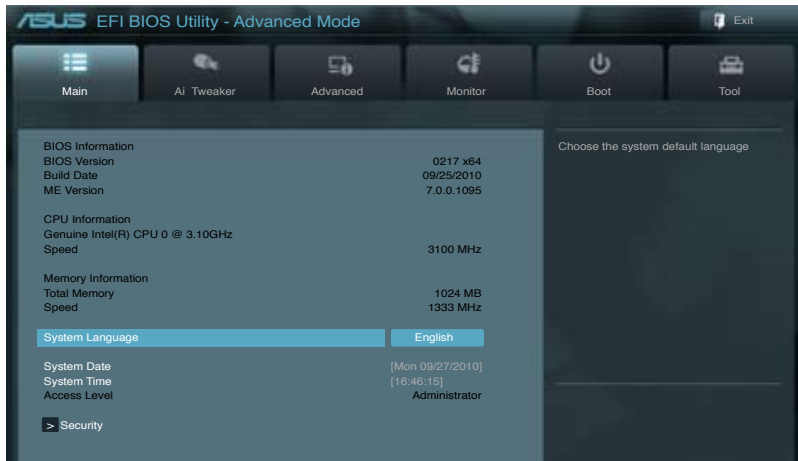 ASUS EFI BIOS Utility - Advanced Mode
Exit
Main
Ai Tweaker
Advanced
Monitor
Boot
Tool
BIOS Information
BIOS Version 0217 x64
Build Date 09/25/2010
ME Version 7.0.0.1095
CPU Information
Genuine Intel(R) CPU 0 @ 3.10GHz
Speed 3100 MHz
Memory Information
Total Memory 1024 MB
Speed 1333 MHz
System Language English
System Date [Mon 09/27/2010]
System Time [16:46:15]
Access Level Administrator
> Security
Choose the system default language